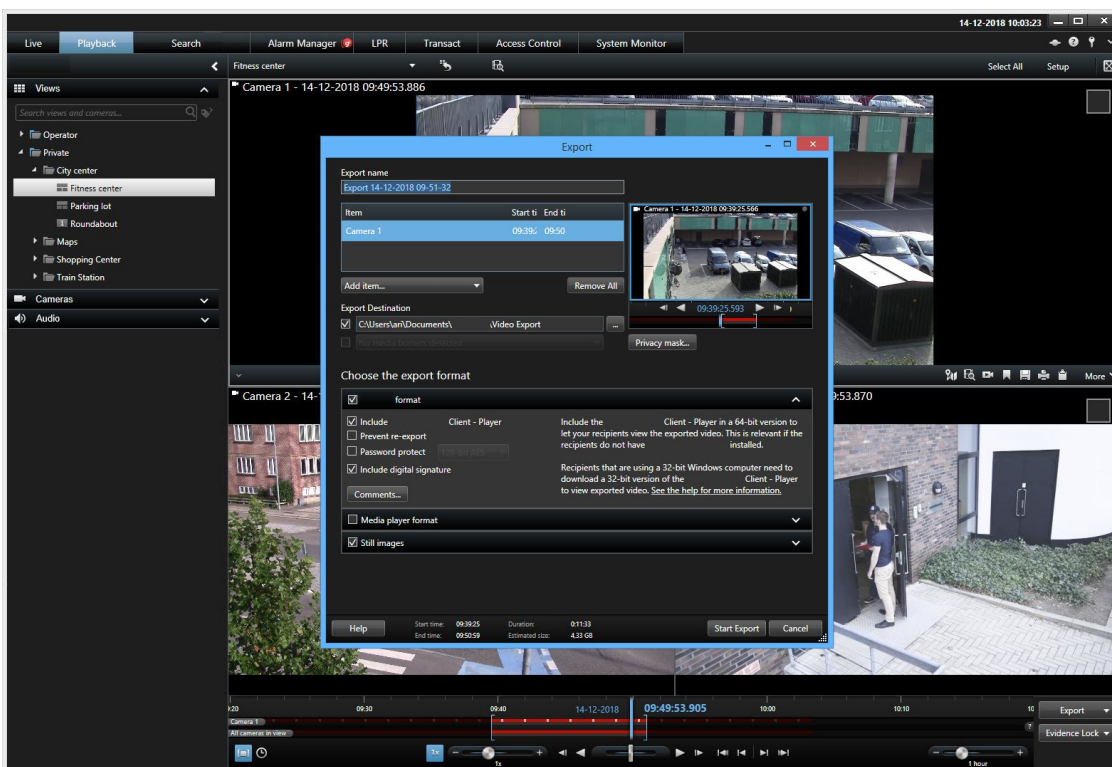 14-12-2018 10:03:23
Live Playback Search Alarm Manager LPR Transact Access Control System Monitor
Fitness center Select All Setup
Views
Search views and cameras...
Operator
Private
City center
Fitness center
Parking lot
Roundabout
Maps
Shopping Center
Train Station
Cameras
Audio
Camera 1 - 14-12-2018 09:49:53.886
Export
Export name
Export 14-12-2018 09-51-32
Item Start ti End ti
Camera 1 09:39: 09:50
Add item... Remove All
Camera 1 - 14-12-2018 09:39:25.566
09:39:25.593
Export Destination
C:\Users\ari\Documents\ .Video Export ...
No media burners detected
Privacy mask...
Choose the export format
format
Include Client - Player
Prevent re-export
Password protect 128-bit AES
Include digital signature
Comments...
Include the Client - Player in a 64-bit version to
let your recipients view the exported video. This is relevant if the
recipients do not have installed.
Recipients that are using a 32-bit Windows computer need to
download a 32-bit version of the Client - Player
to view exported video. See the help for more information.
Media player format
Still images
Help
Start time: 09:39:25 Duration: 0:11:33
End time: 09:50:59 Estimated size: 4,33 GB
Start Export Cancel
More
Camera 2 - 14-
9:53.870
:20 09:30 09:40 14-12-2018 09:49:53.905 10:00 10:10 10
Camera 1
All cameras in view
Export
Evidence Lock
1x
1x
1 hour